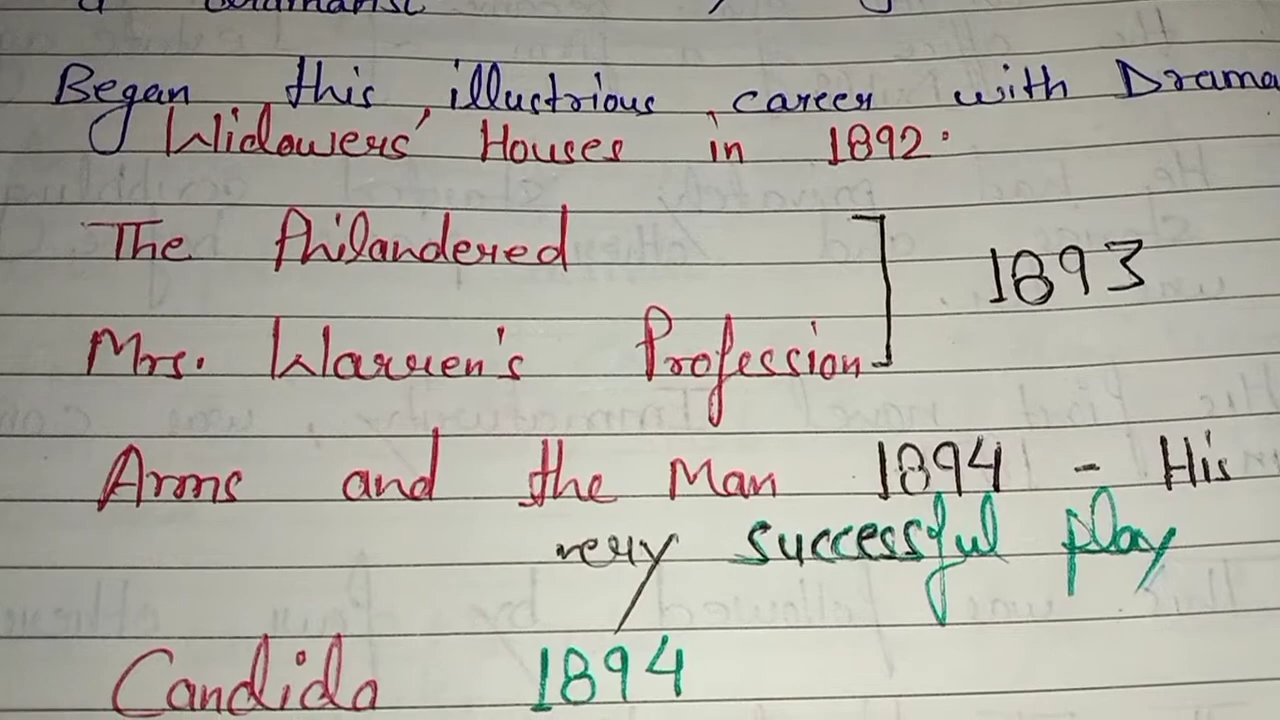 a dramatist
Began this illustrious career with Drama
Widowers' Houses in 1892.
The Philandered
1893
Mrs. Warren's Profession
Arms and the Man 1894 - His
very successful play
Candida 1894